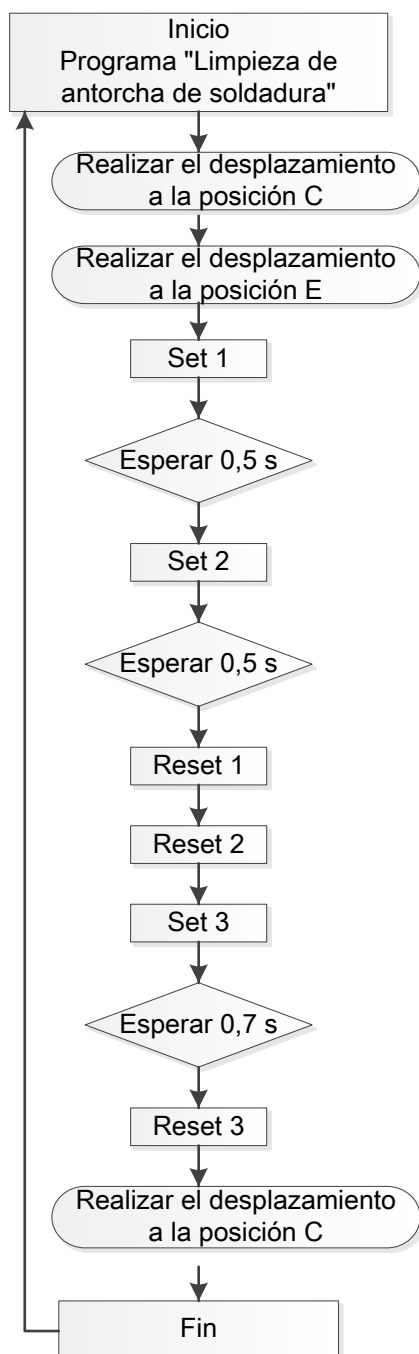 Inicio
Programa "Limpieza de
antorcha de soldadura"
Realizar el desplazamiento
a la posición C
Realizar el desplazamiento
a la posición E
Set 1
Esperar 0,5 s
Set 2
Esperar 0,5 s
Reset 1
Reset 2
Set 3
Esperar 0,7 s
Reset 3
Realizar el desplazamiento
a la posición C
Fin